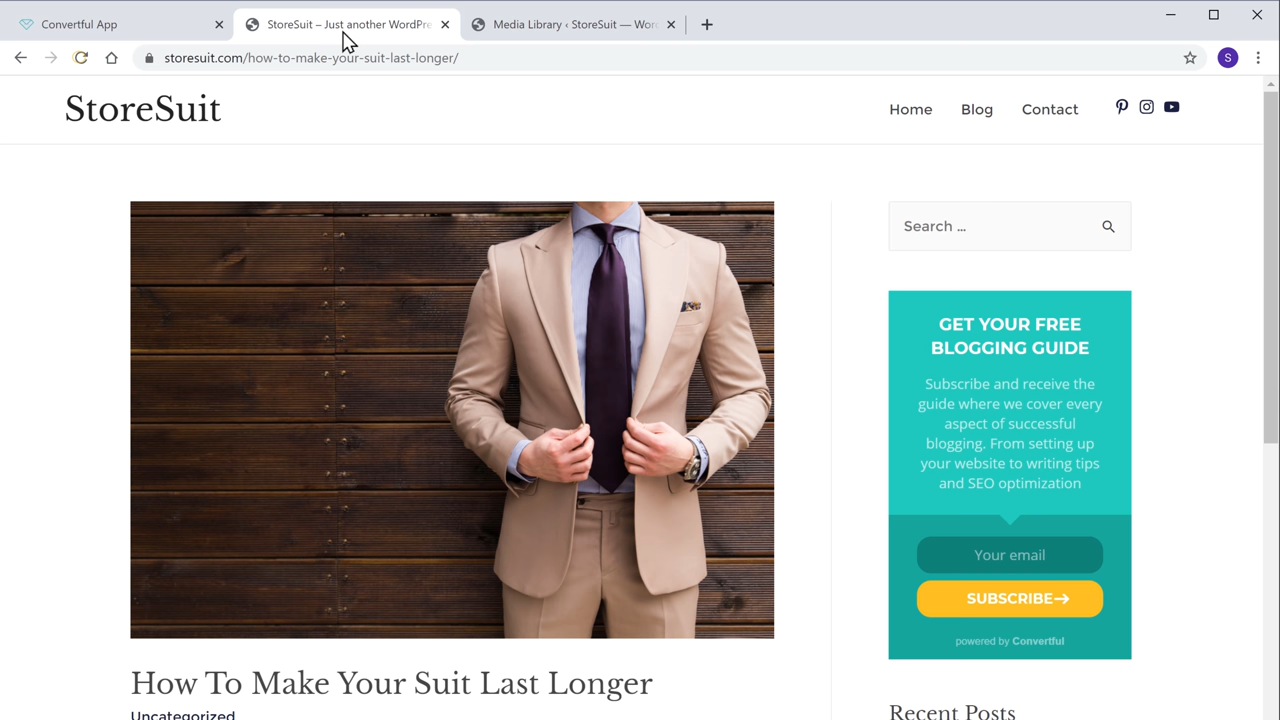 Convertful App
StoreSuit – Just another WordPre
Media Library ‹ StoreSuit — Wor
storesuit.com/how-to-make-your-suit-last-longer/
S
StoreSuit
Home Blog Contact
Search ...
GET YOUR FREE
BLOGGING GUIDE
Subscribe and receive the
guide where we cover every
aspect of successful
blogging. From setting up
your website to writing tips
and SEO optimization
Your email
SUBSCRIBE→
powered by Convertful
How To Make Your Suit Last Longer
Uncategorized
Recent Posts